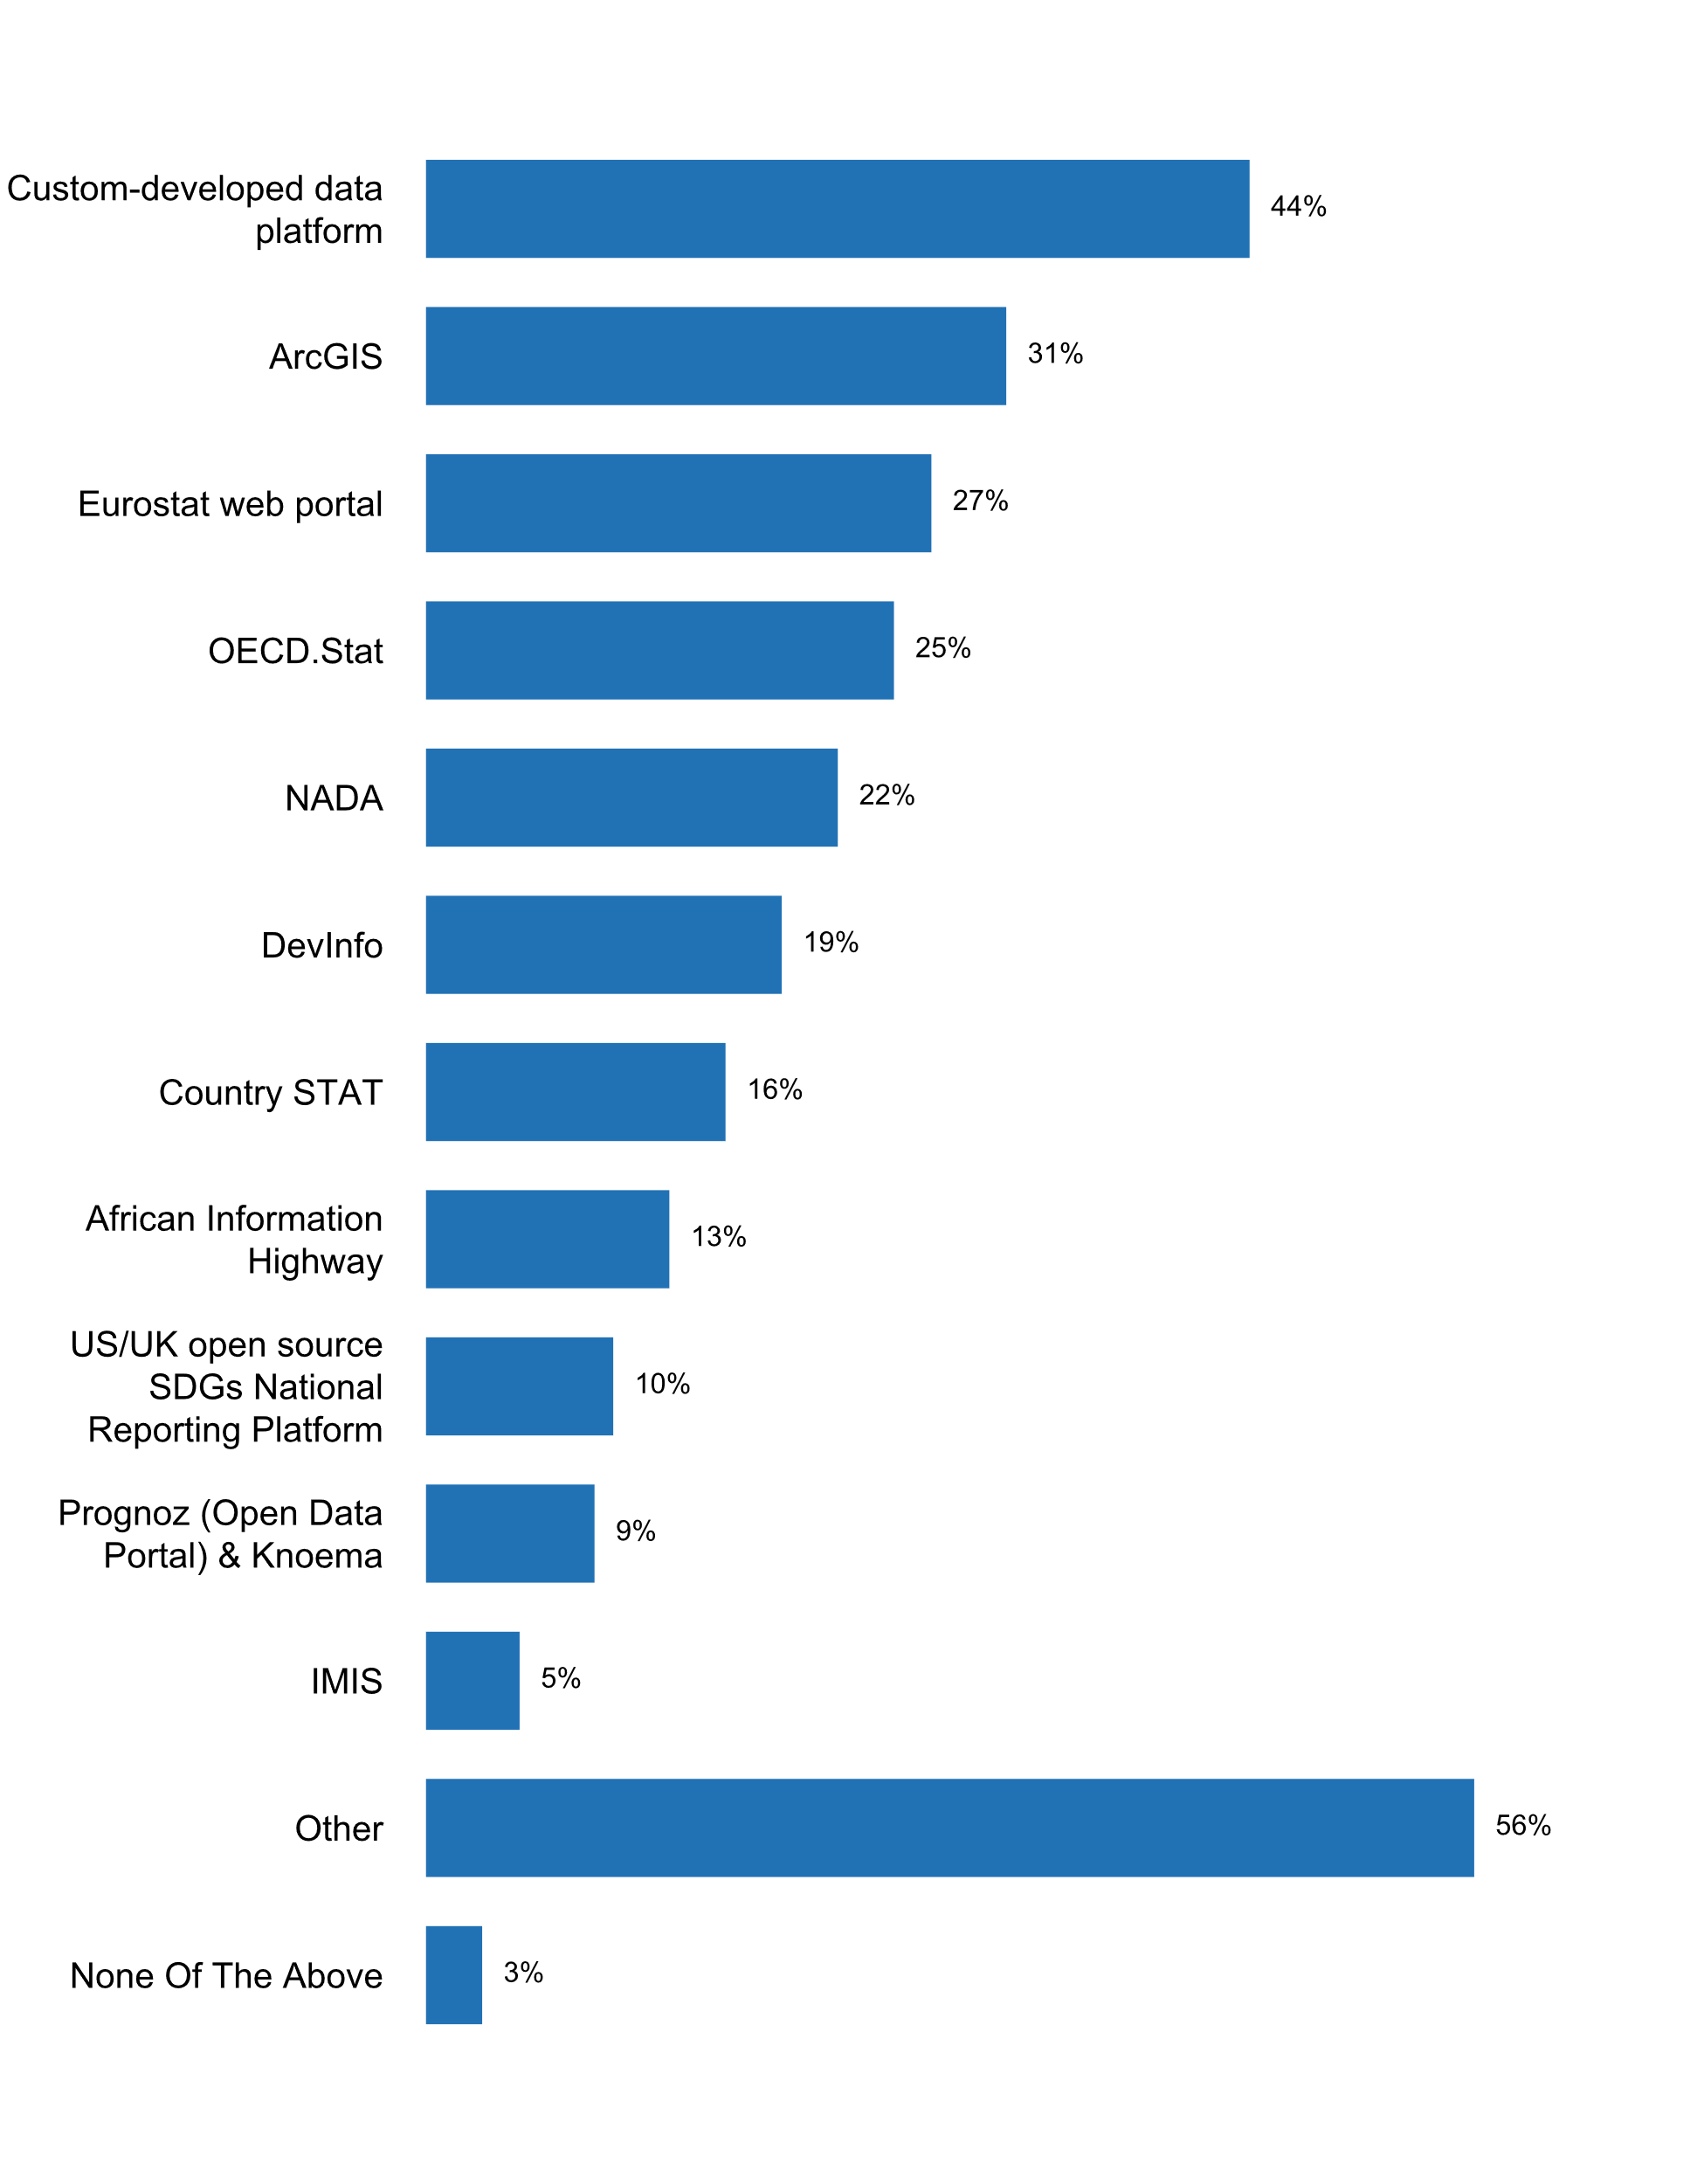 Custom-developed data
platform
44%
ArcGIS
31%
Eurostat web portal
27%
OECD.Stat
25%
NADA
22%
DevInfo
19%
Country STAT
16%
African Information
Highway
13%
US/UK open source
SDGs National
Reporting Platform
10%
Prognoz (Open Data
Portal) & Knoema
9%
IMIS
5%
Other
56%
None Of The Above
3%